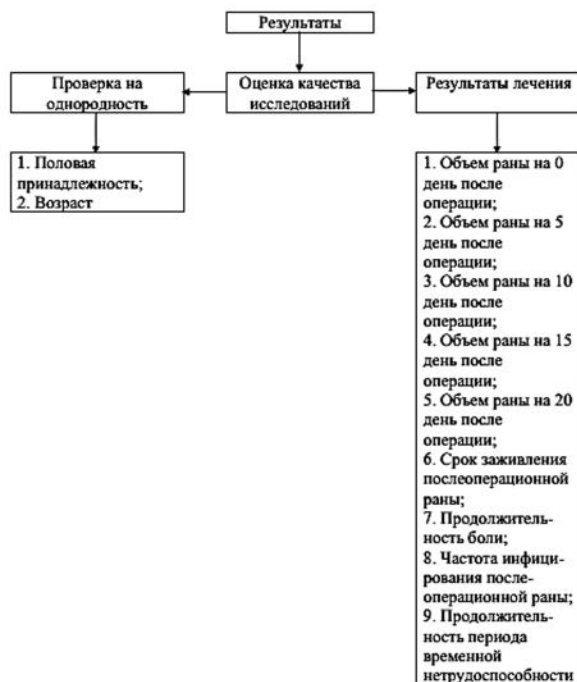 Результаты
Проверка на
однородность
Оценка качества
исследований
Результаты лечения
1. Половая
принадлежность;
2. Возраст
1. Объем раны на 0
день после
операции;
2. Объем раны на 5
день после
операции;
3. Объем раны на 10
день после
операции;
4. Объем раны на 15
день после
операции;
5. Объем раны на 20
день после
операции;
6. Срок заживления
послеоперационной
раны;
7. Продолжитель-
ность боли;
8. Частота инфици-
рования после-
операционной раны;
9. Продолжитель-
ность периода
временной
нетрудоспособности